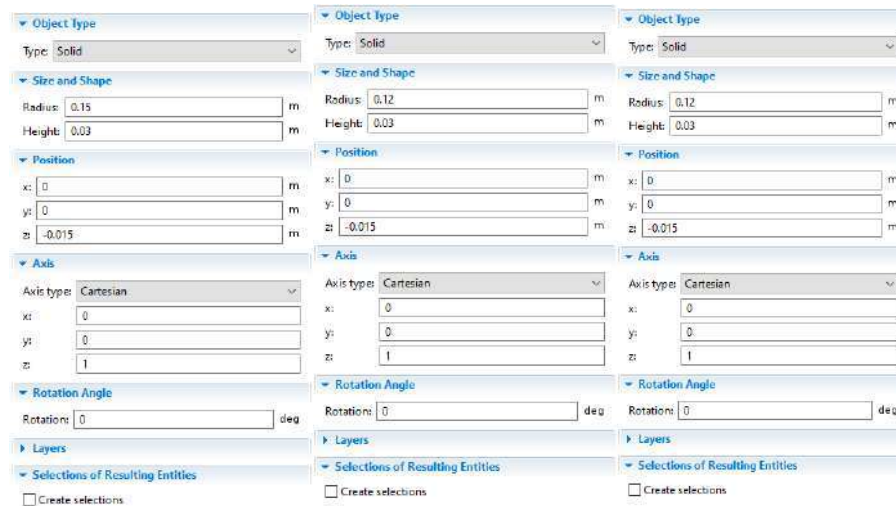 Object Type
Type: Solid
Size and Shape
Radius: 0.15 m
Height: 0.03 m
Position
x: 0 m
y: 0 m
z: -0.015 m
Axis
Axis type: Cartesian
x: 0
y: 0
z: 1
Rotation Angle
Rotation: 0 deg
Layers
Selections of Resulting Entities
Create selections
Object Type
Type: Solid
Size and Shape
Radius: 0.12 m
Height: 0.03 m
Position
x: 0 m
y: 0 m
z: -0.015 m
Axis
Axis type: Cartesian
x: 0
y: 0
z: 1
Rotation Angle
Rotation: 0 deg
Layers
Selections of Resulting Entities
Create selections
Object Type
Type: Solid
Size and Shape
Radius: 0.12 m
Height: 0.03 m
Position
x: 0 m
y: 0 m
z: -0.015 m
Axis
Axis type: Cartesian
x: 0
y: 0
z: 1
Rotation Angle
Rotation: 0 deg
Layers
Selections of Resulting Entities
Create selections